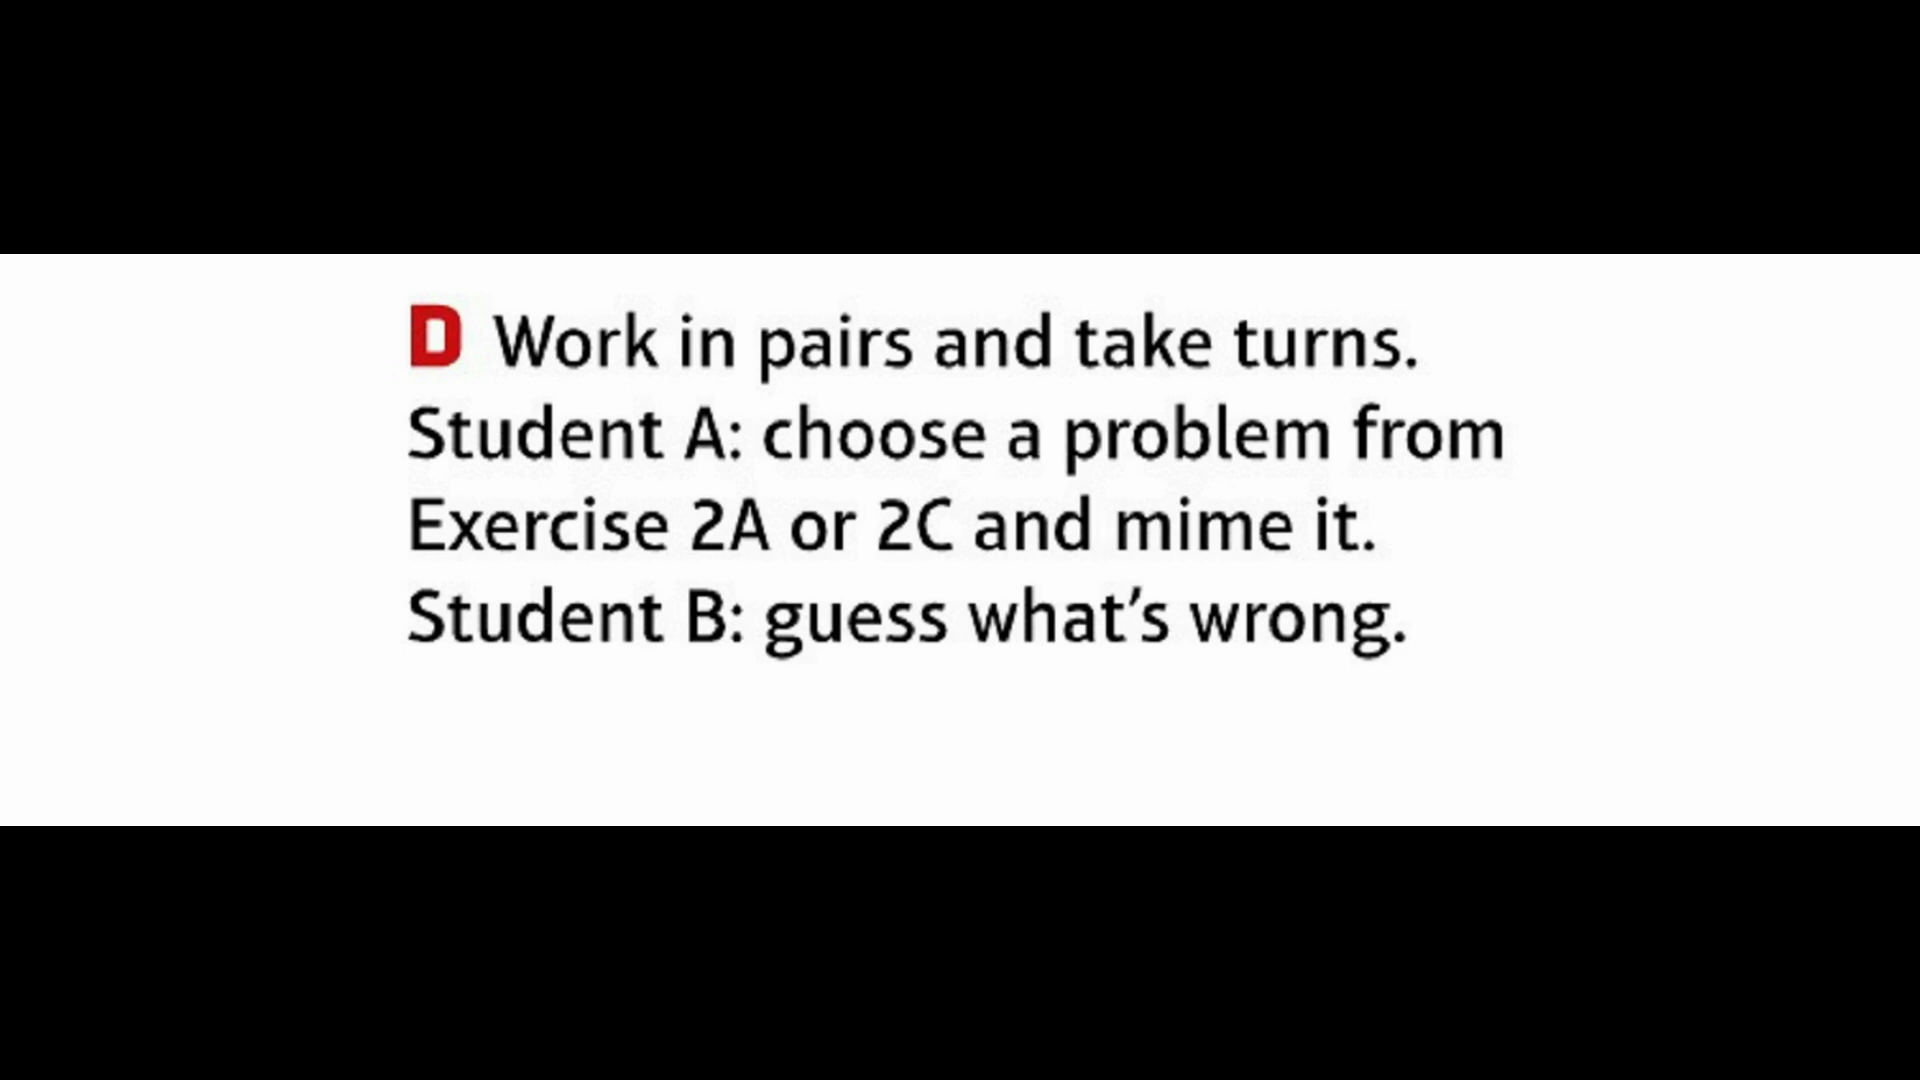 D Work in pairs and take turns.
Student A: choose a problem from
Exercise 2A or 2C and mime it.
Student B: guess what’s wrong.